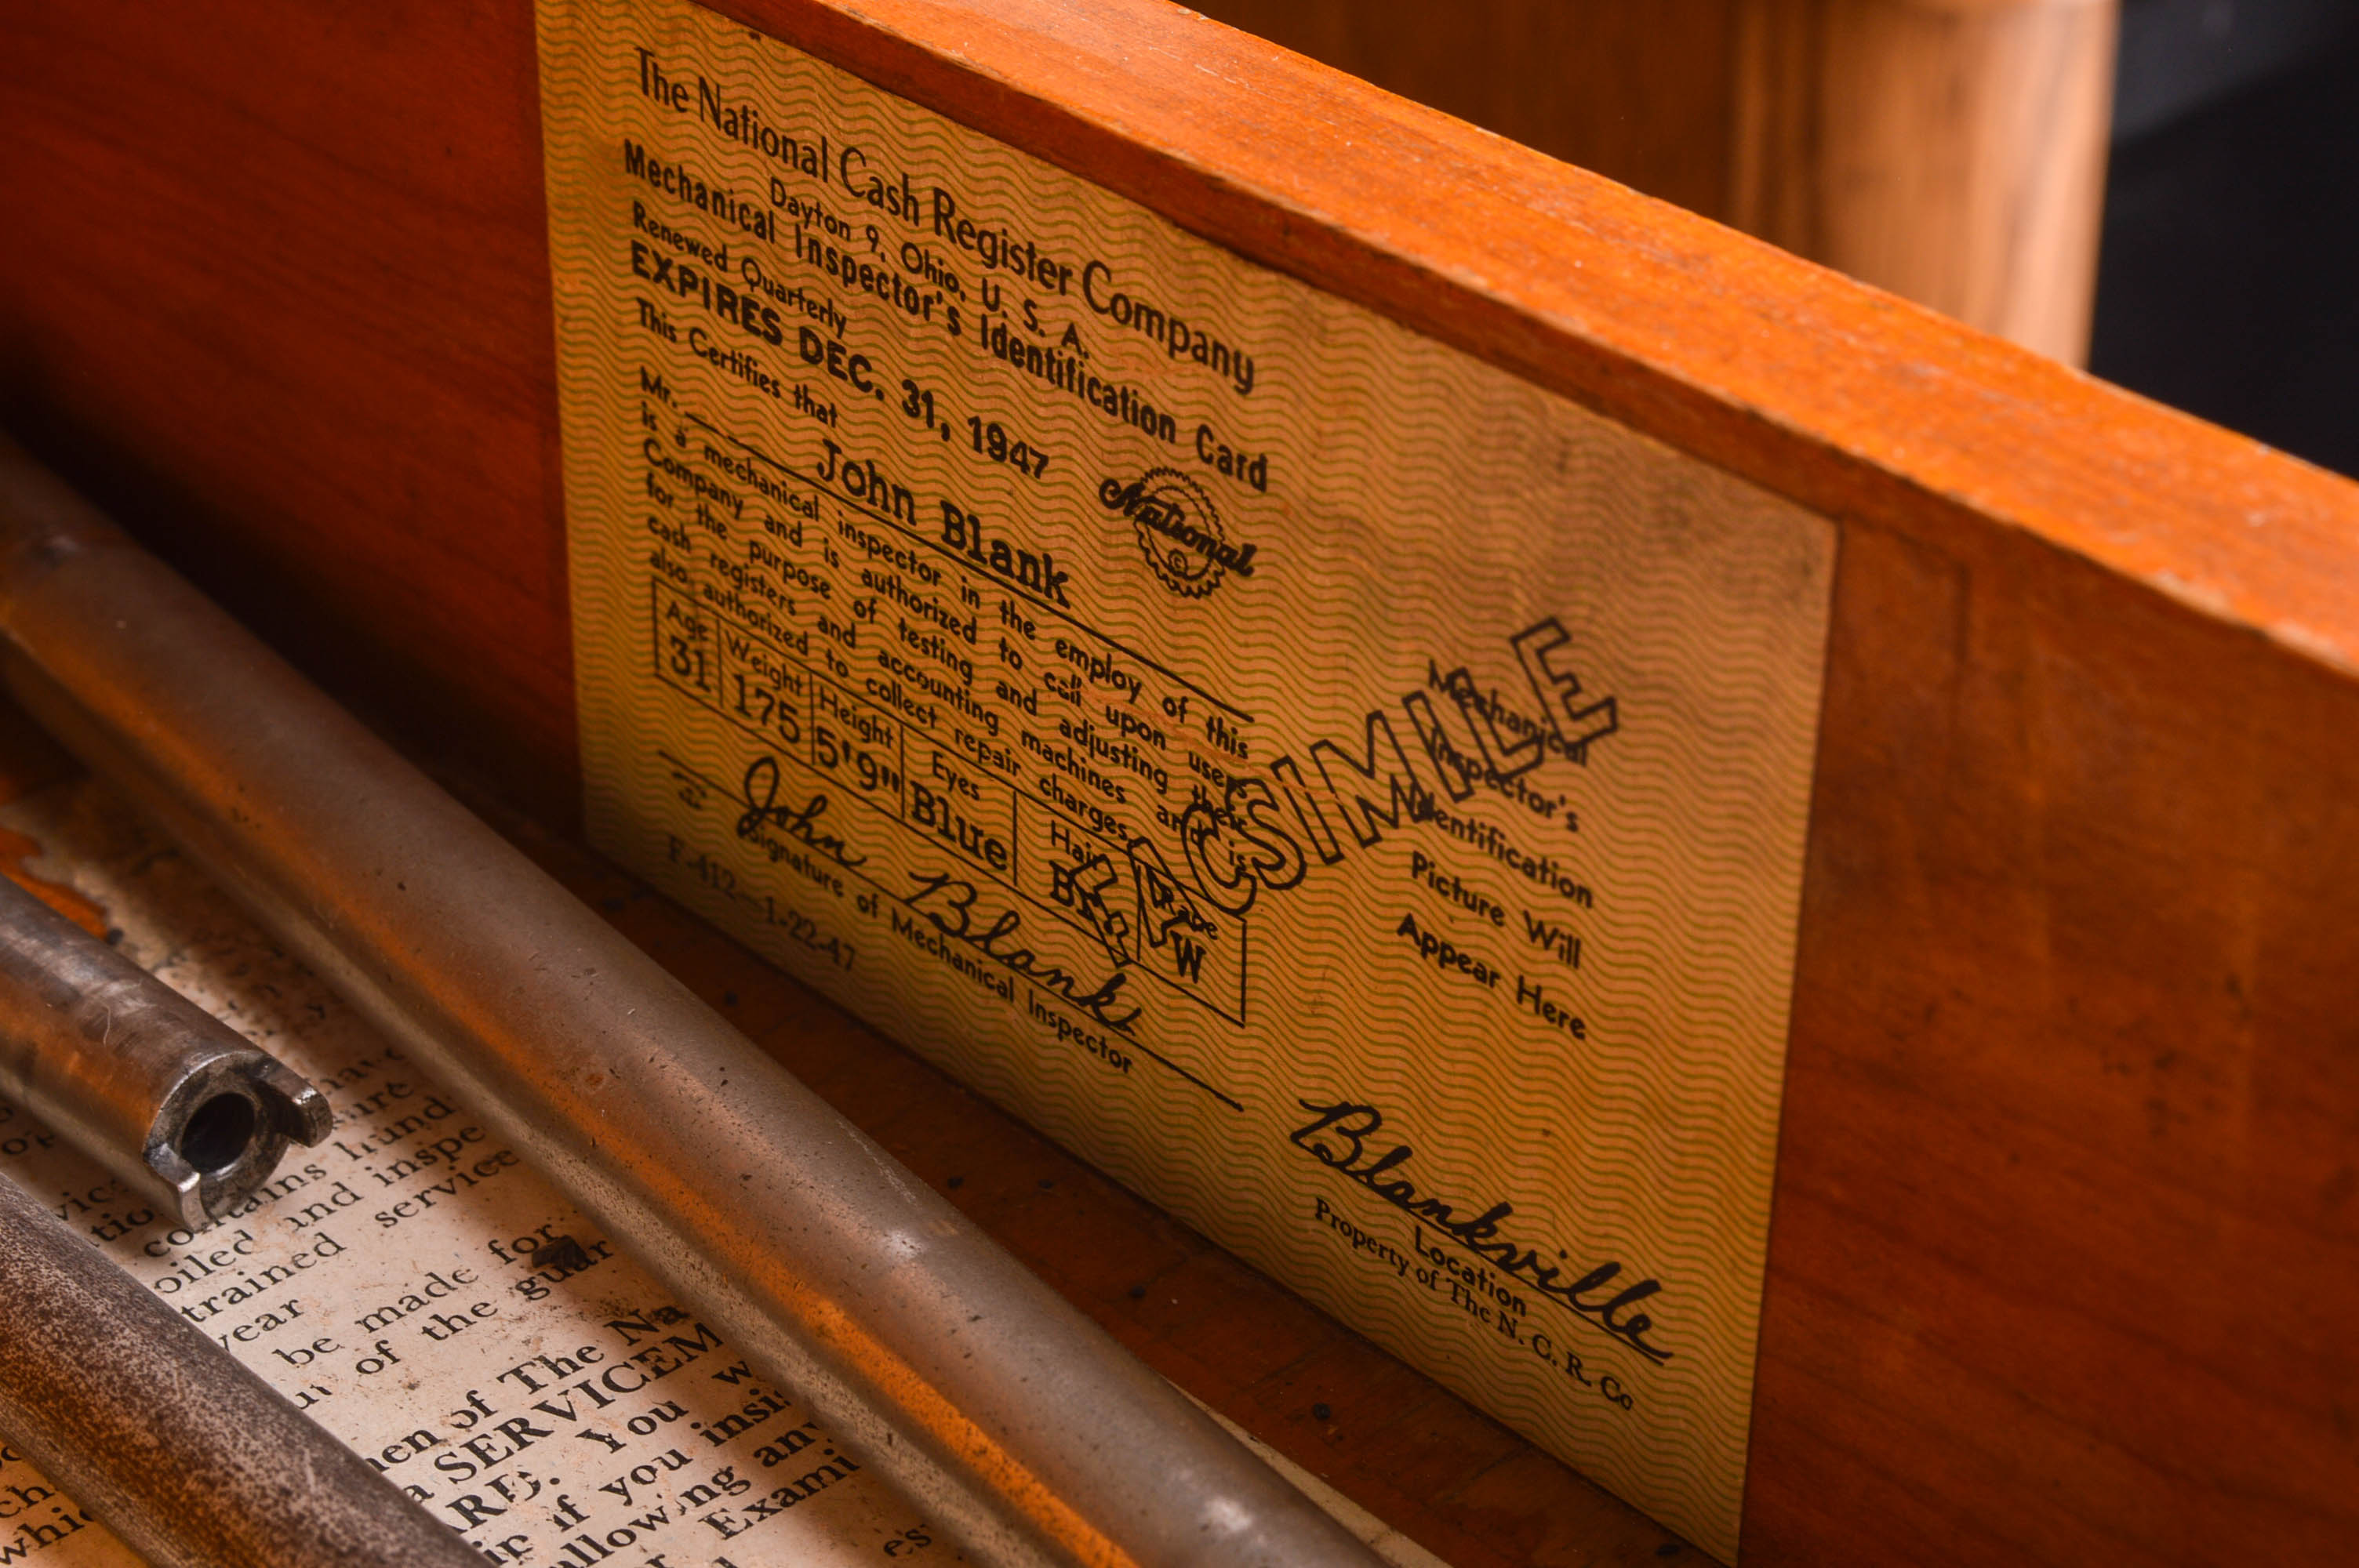 The National Cash Register Company
Dayton 9, Ohio, U. S. A.
Mechanical Inspector's Identification Card
Renewed Quarterly
EXPIRES DEC. 31, 1947
National
©
This Certifies that
Mr. John Blank
is a mechanical inspector in the employ of this
Company and is authorized to call upon users
for the purpose of testing and adjusting their
cash registers and accounting machines and is
also authorized to collect repair charges.
Age Weight Height Eyes Hair Race
31 175 5'9" Blue Br. W
John Blank
Signature of Mechanical Inspector
F-412—1-22-47
FACSIMILE
Mechanical
Inspector's
Identification
Picture Will
Appear Here
Blankville
Location
Property of The N. C. R. Co
contains hund
oiled and inspe
trained service
year
be made for
of the guar
of The Na
a SERVICEM
ARD. You w
if you insi
Exami